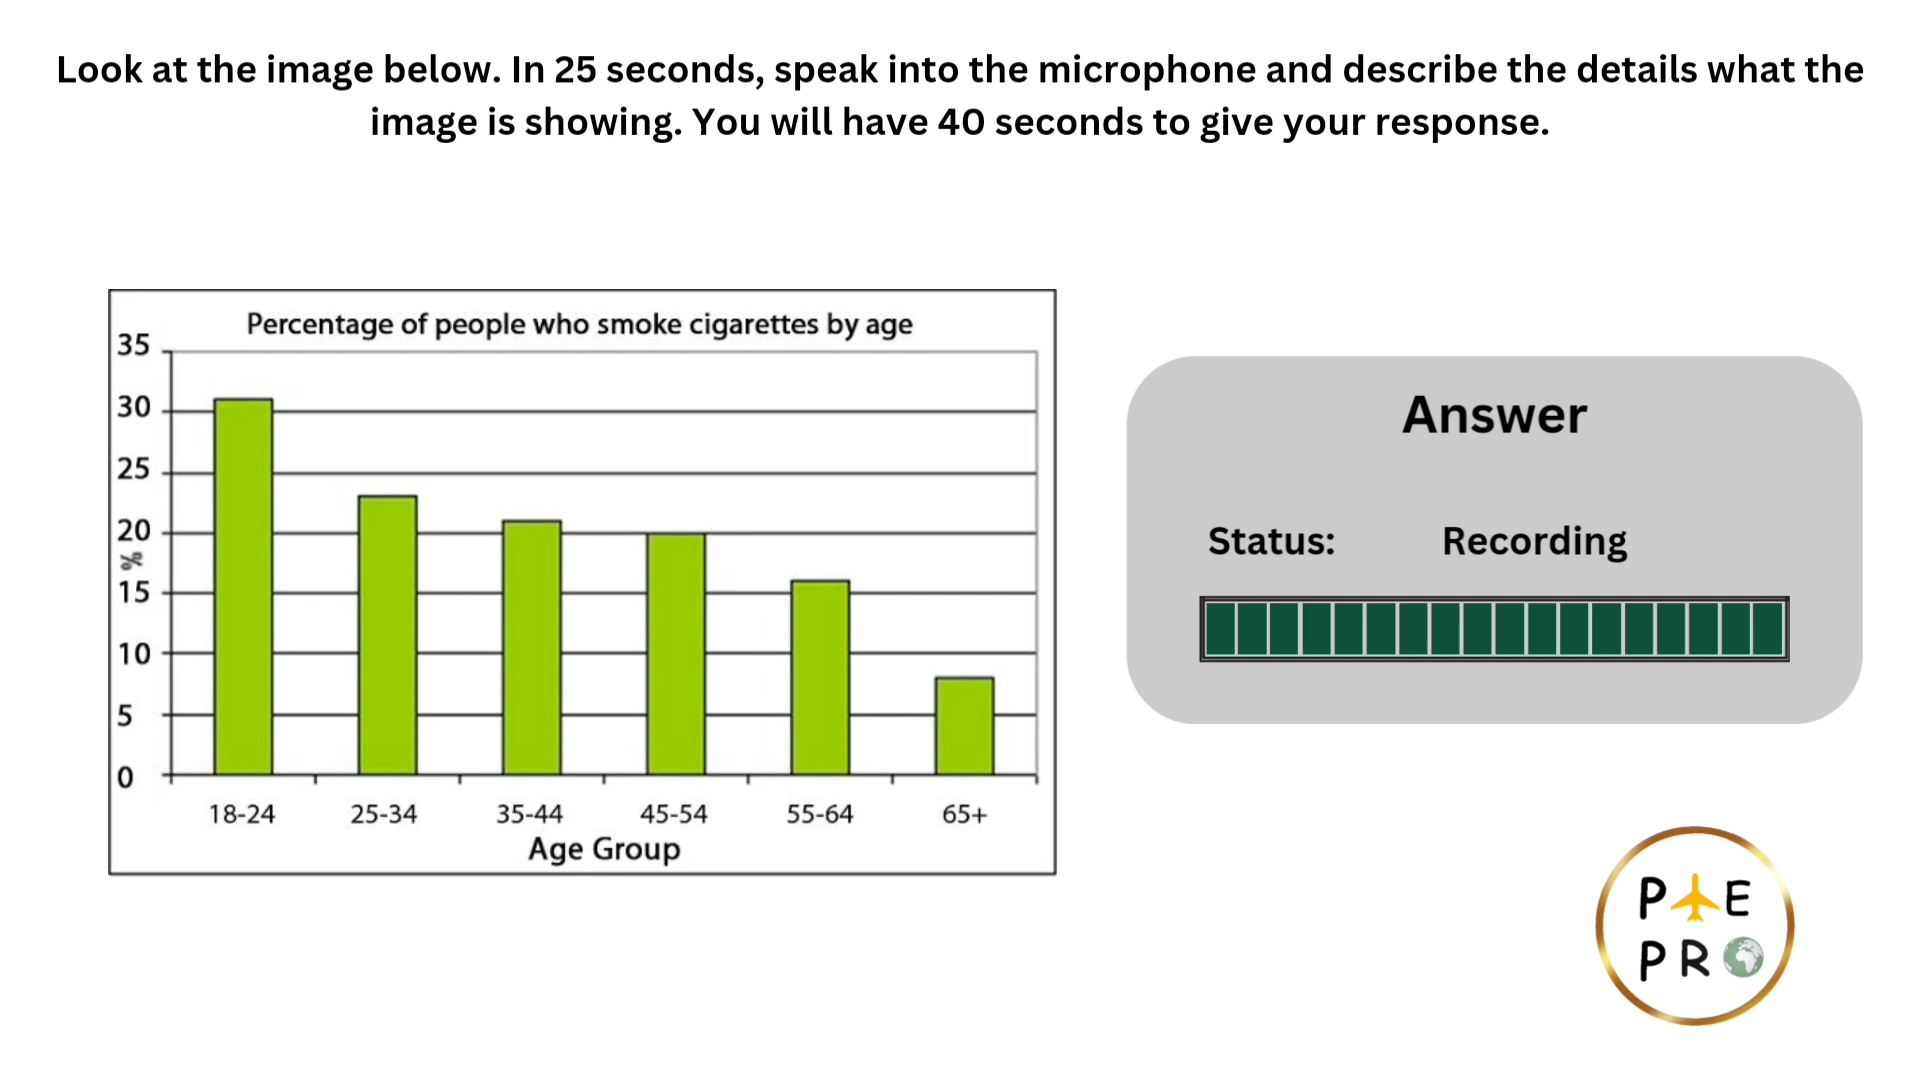 Look at the image below. In 25 seconds, speak into the microphone and describe the details what the
image is showing. You will have 40 seconds to give your response.
Percentage of people who smoke cigarettes by age
35
30
25
20
%
15
10
5
0
18-24 25-34 35-44 45-54 55-64 65+
Age Group
Answer
Status: Recording
P E
PR